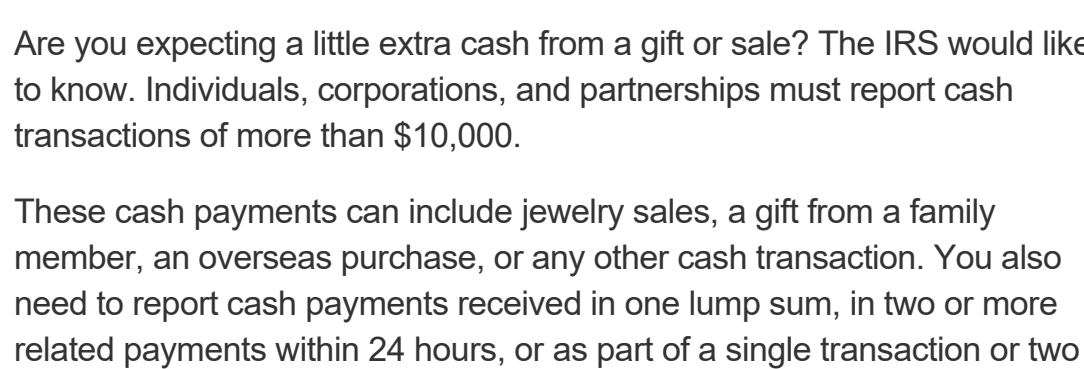 Are you expecting a little extra cash from a gift or sale? The IRS would like
to know. Individuals, corporations, and partnerships must report cash
transactions of more than $10,000.
These cash payments can include jewelry sales, a gift from a family
member, an overseas purchase, or any other cash transaction. You also
need to report cash payments received in one lump sum, in two or more
related payments within 24 hours, or as part of a single transaction or two